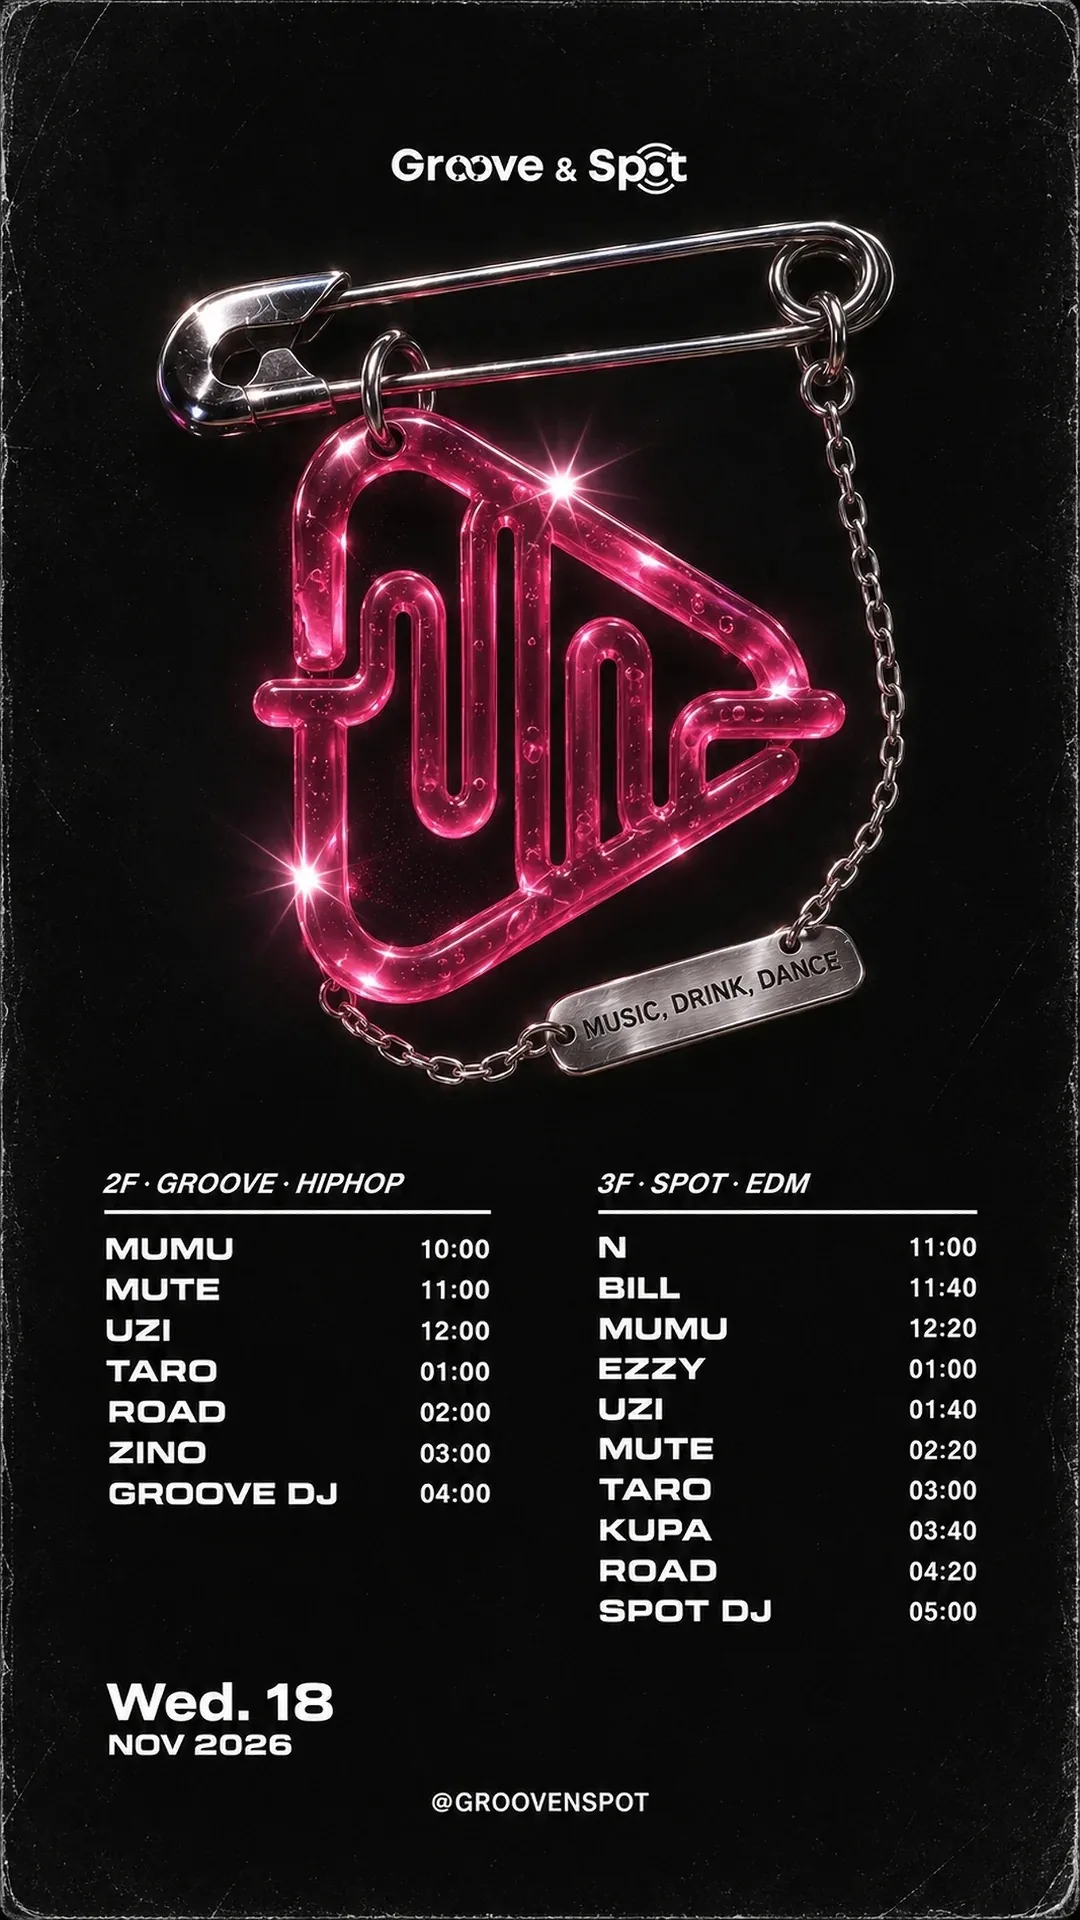 Groove & Spot
MUSIC, DRINK, DANCE
2F · GROOVE · HIPHOP
MUMU 10:00
MUTE 11:00
UZI 12:00
TARO 01:00
ROAD 02:00
ZINO 03:00
GROOVE DJ 04:00
3F · SPOT · EDM
N 11:00
BILL 11:40
MUMU 12:20
EZZY 01:00
UZI 01:40
MUTE 02:20
TARO 03:00
KUPA 03:40
ROAD 04:20
SPOT DJ 05:00
Wed. 18
NOV 2026
@GROOVENSPOT